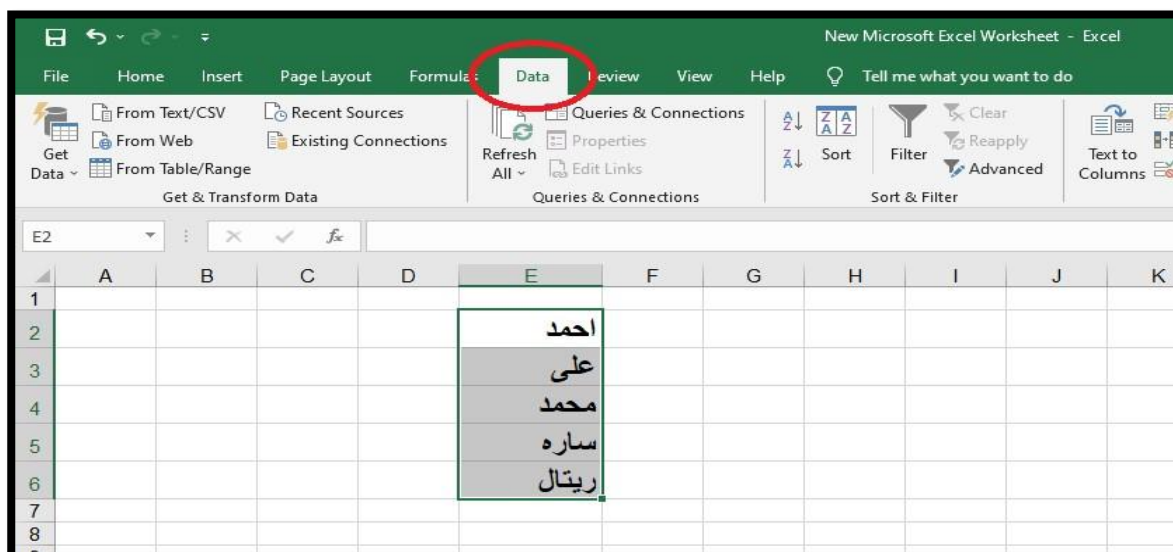 New Microsoft Excel Worksheet - Excel
File Home Insert Page Layout Formulas Data Review View Help Tell me what you want to do
From Text/CSV Recent Sources Queries & Connections Clear
From Web Existing Connections Properties Reapply
Get Data From Table/Range Refresh All Edit Links Sort Filter Advanced Text to Columns
Get & Transform Data Queries & Connections Sort & Filter
E2 fx
A B C D E F G H I J K
1
2 احمد
3 على
4 محمد
5 ساره
6 ريتال
7
8